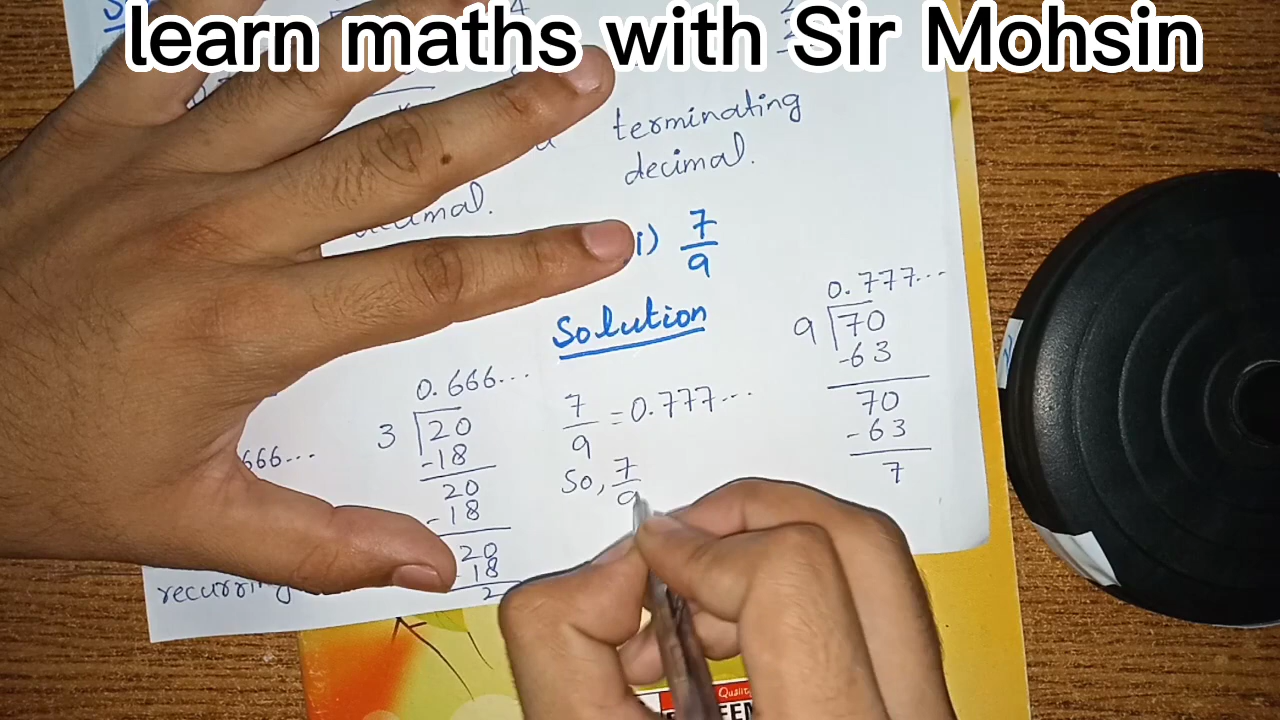 learn maths with Sir Mohsin
terminating
decimal.
i) 7/9
Solution
0.777...
9 70
-63
70
-63
7
7/9 = 0.777...
So, 7/9
0.666...
3 20
-18
20
-18
20
18
2
666...
recurring